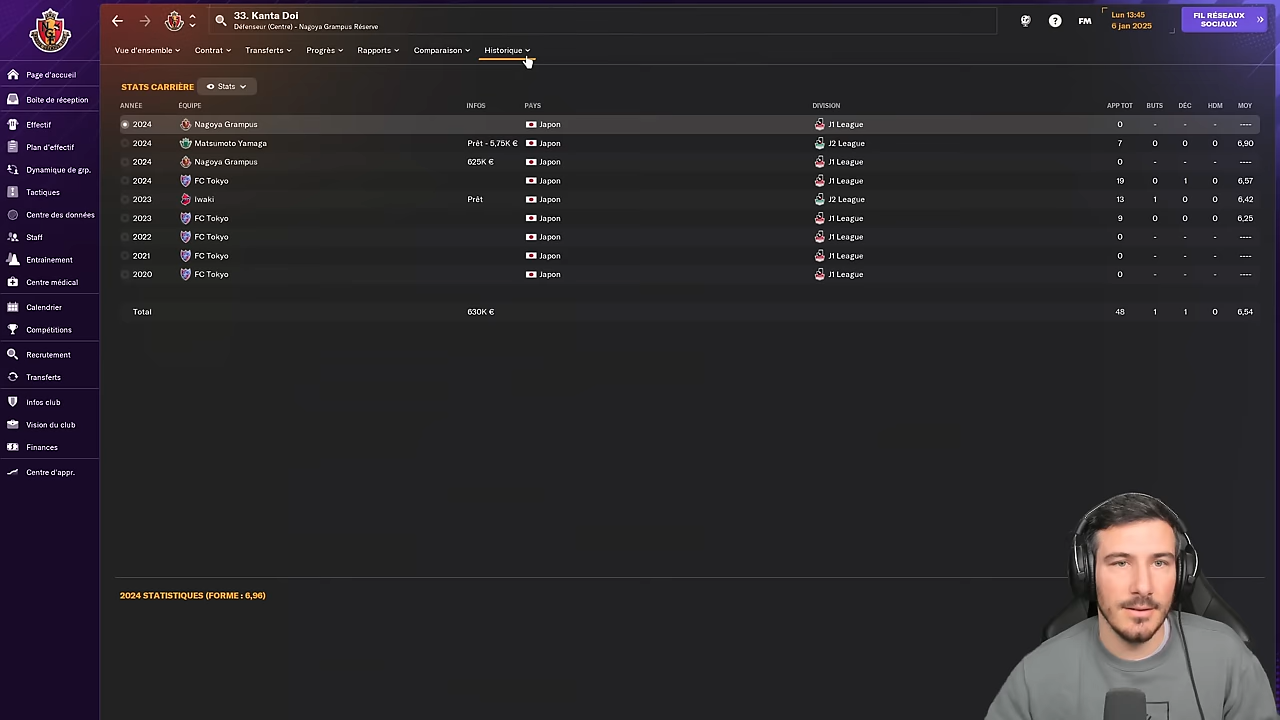 33. Kanta Doi
Défenseur (Centre) - Nagoya Grampus Réserve
FM
Lun 13:45
6 jan 2025
FIL RÉSEAUX
SOCIAUX
Vue d'ensemble Contrat Transferts Progrès Rapports Comparaison Historique
Page d'accueil
Boîte de réception
Effectif
Plan d'effectif
Dynamique de grp.
Tactiques
Centre des données
Staff
Entraînement
Centre médical
Calendrier
Compétitions
Recrutement
Transferts
Infos club
Vision du club
Finances
Centre d'appr.
STATS CARRIÈRE Stats
ANNÉE ÉQUIPE INFOS PAYS DIVISION APP TOT BUTS DÉC HDM MOY
2024 Nagoya Grampus Japon J1 League 0 - - - ----
2024 Matsumoto Yamaga Prêt - 5,75K € Japon J2 League 7 0 0 0 6,90
2024 Nagoya Grampus 625K € Japon J1 League 0 - - - ----
2024 FC Tokyo Japon J1 League 19 0 1 0 6,57
2023 Iwaki Prêt Japon J2 League 13 1 0 0 6,42
2023 FC Tokyo Japon J1 League 9 0 0 0 6,25
2022 FC Tokyo Japon J1 League 0 - - - ----
2021 FC Tokyo Japon J1 League 0 - - - ----
2020 FC Tokyo Japon J1 League 0 - - - ----
Total 630K € 48 1 1 0 6,54
2024 STATISTIQUES (FORME : 6,96)